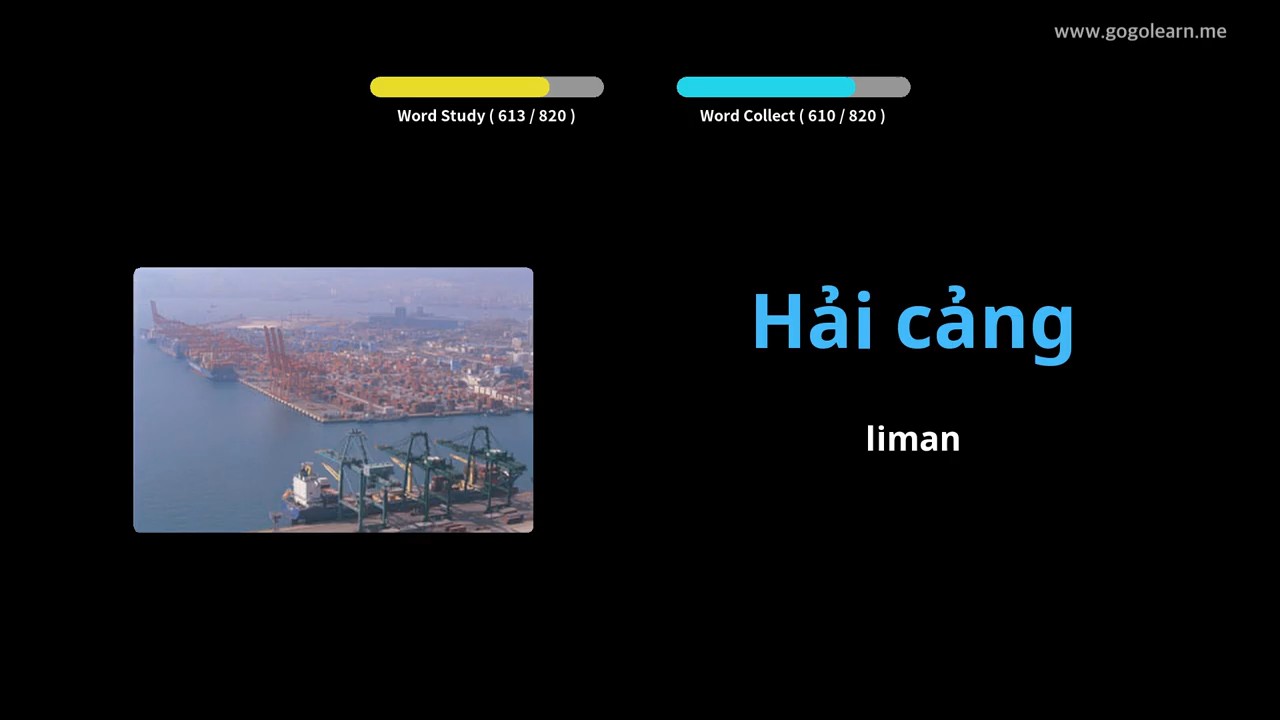 www.gogolearn.me
Word Study ( 613 / 820 )
Word Collect ( 610 / 820 )
Hải cảng
liman